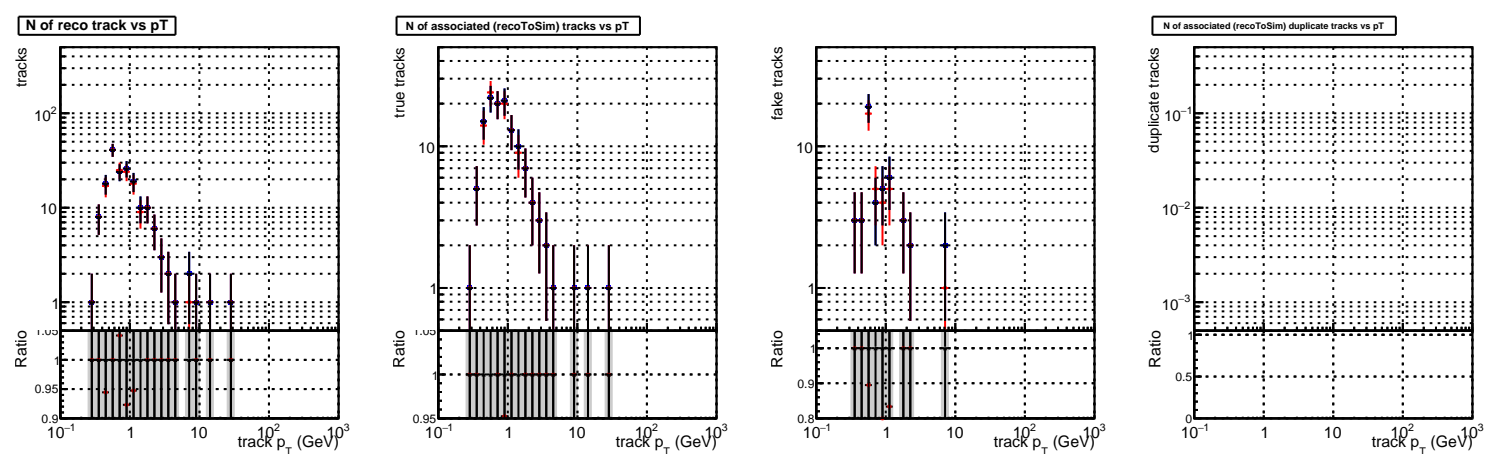 N of reco track vs pT
tracks
10²
10
1
Ratio
1.05
1
0.95
0.9
10⁻¹ 1 10 10² 10³
track p_T (GeV)
N of associated (recoToSim) tracks vs pT
true tracks
10
1
Ratio
1.05
1
0.95
10⁻¹ 1 10 10² 10³
track p_T (GeV)
fake tracks
10
1
Ratio
1
0.9
0.8
10⁻¹ 1 10 10² 10³
track p_T (GeV)
N of associated (recoToSim) duplicate tracks vs pT
duplicate tracks
10⁻¹
10⁻²
10⁻³
Ratio
1
0.5
0
10⁻¹ 1 10 10² 10³
track p_T (GeV)